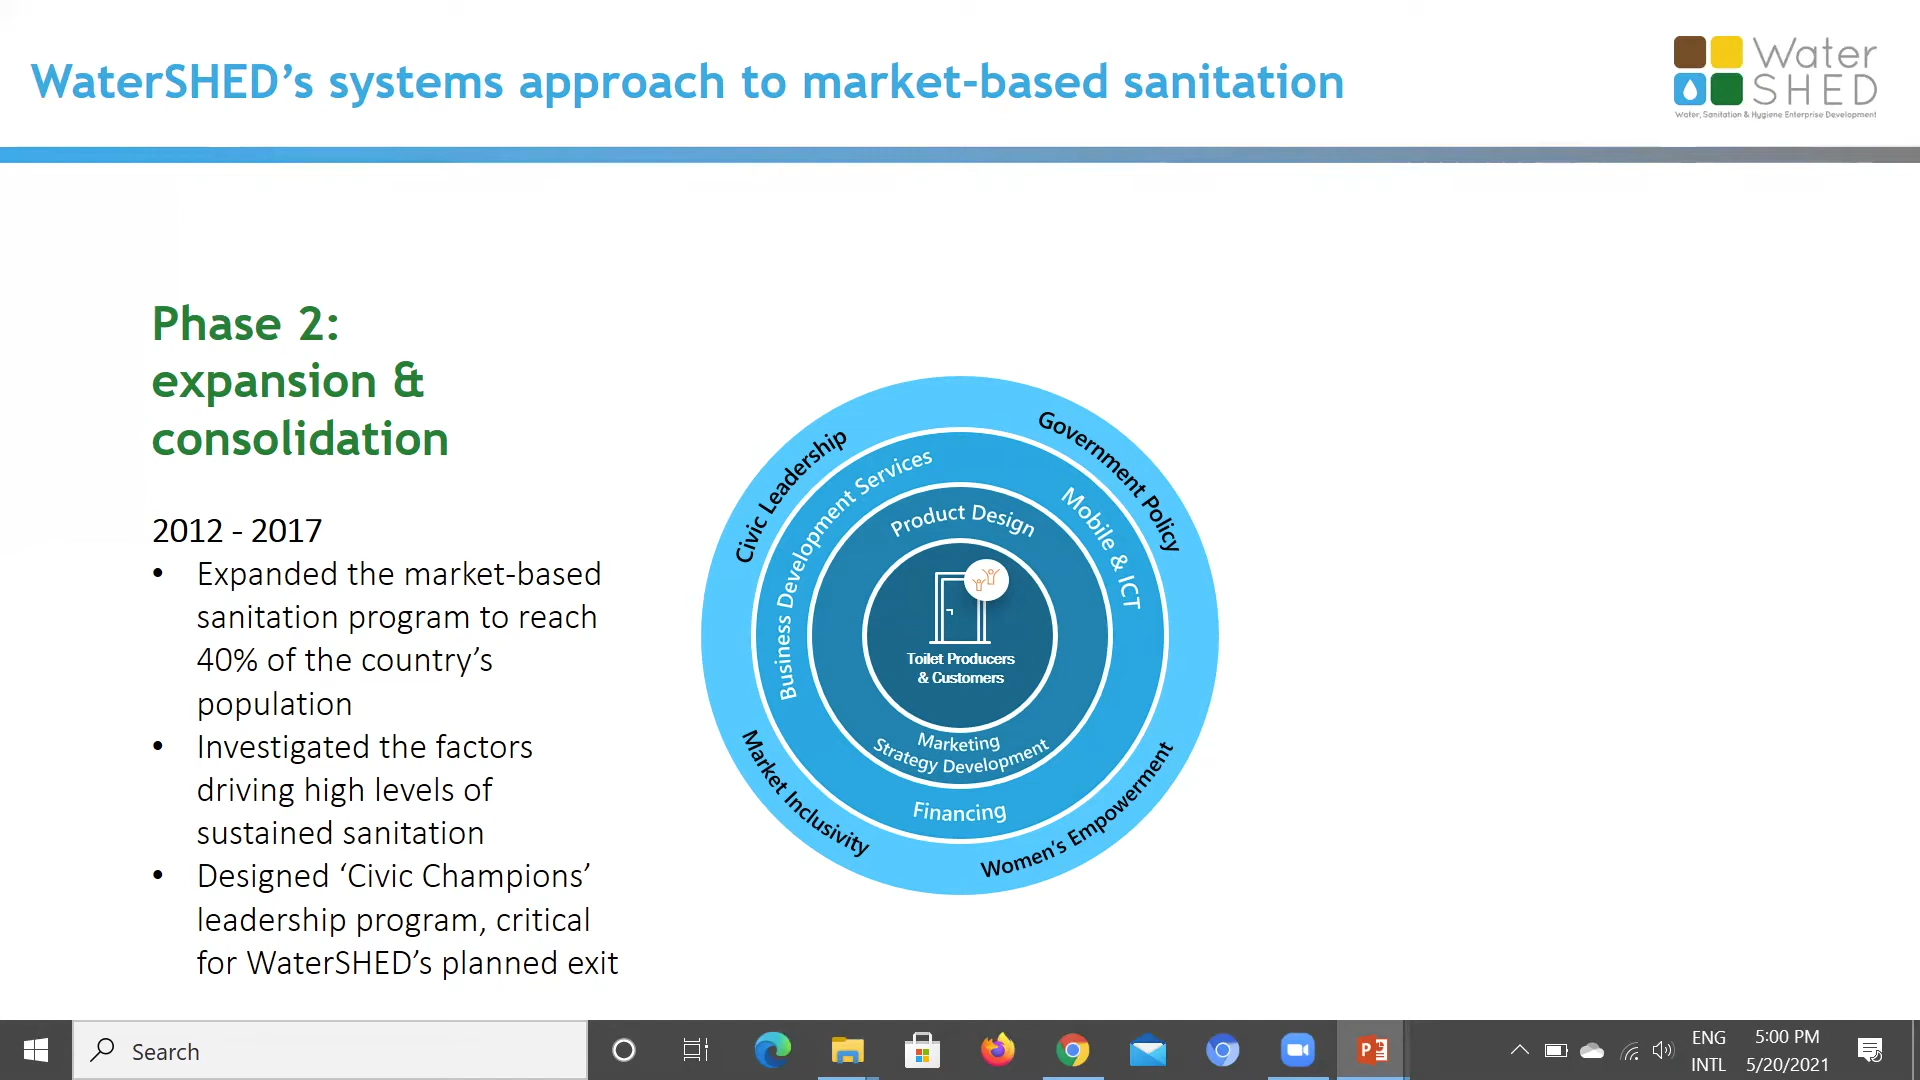 WaterSHED’s systems approach to market-based sanitation
Water
SHED
Water, Sanitation & Hygiene Enterprise Development
Phase 2:
expansion &
consolidation
2012 - 2017
• Expanded the market-based
sanitation program to reach
40% of the country’s
population
• Investigated the factors
driving high levels of
sustained sanitation
• Designed ‘Civic Champions’
leadership program, critical
for WaterSHED’s planned exit
Civic Leadership
Government Policy
Business Development Services
Mobile & ICT
Product Design
Toilet Producers
& Customers
Marketing
Strategy Development
Financing
Market Inclusivity
Women's Empowerment
Search
ENG
INTL
5:00 PM
5/20/2021